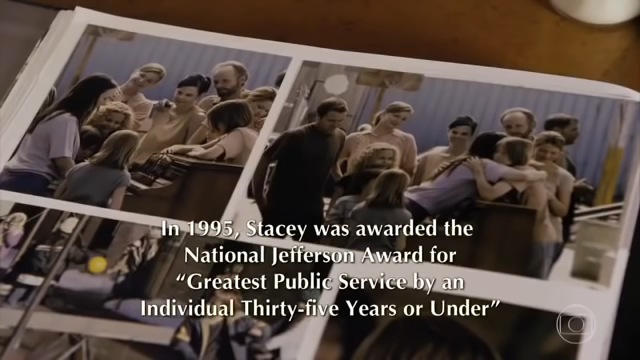 In 1995, Stacey was awarded the
National Jefferson Award for
“Greatest Public Service by an
Individual Thirty-five Years or Under”